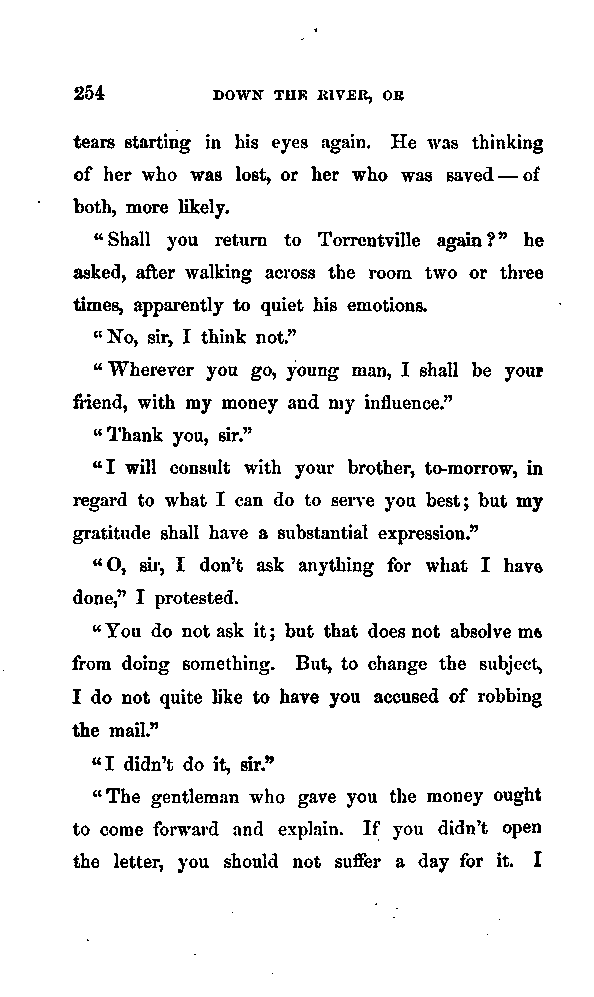 254 DOWN THE RIVER, OR
tears starting in his eyes again. He was thinking
of her who was lost, or her who was saved — of
both, more likely.
"Shall you return to Torrentville again?" he
asked, after walking across the room two or three
times, apparently to quiet his emotions.
"No, sir, I think not."
"Wherever you go, young man, I shall be your
friend, with my money and my influence."
"Thank you, sir."
"I will consult with your brother, to-morrow, in
regard to what I can do to serve you best; but my
gratitude shall have a substantial expression."
"O, sir, I don't ask anything for what I have
done," I protested.
"You do not ask it; but that does not absolve me
from doing something. But, to change the subject,
I do not quite like to have you accused of robbing
the mail."
"I didn't do it, sir."
"The gentleman who gave you the money ought
to come forward and explain. If you didn't open
the letter, you should not suffer a day for it. I